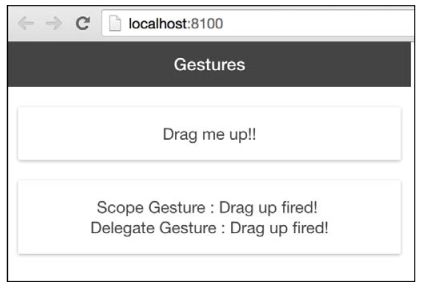 localhost:8100
Gestures
Drag me up!!
Scope Gesture : Drag up fired!
Delegate Gesture : Drag up fired!